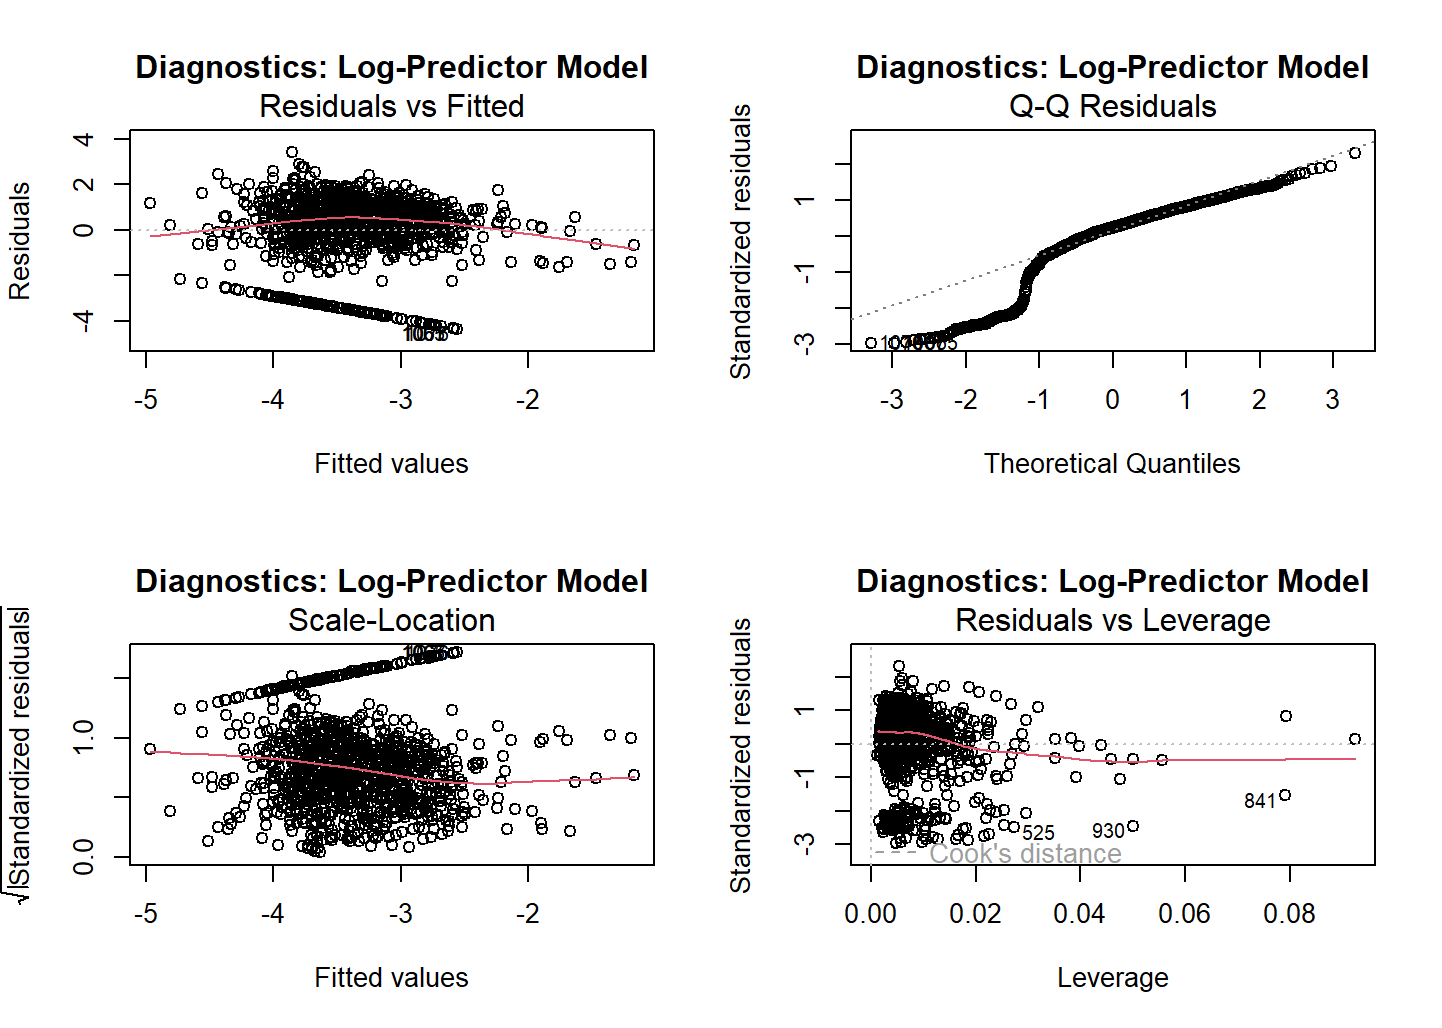 Diagnostics: Log-Predictor Model
Residuals vs Fitted
Residuals
4
2
0
-4
-5
-4
-3
-2
Fitted values
Diagnostics: Log-Predictor Model
Q-Q Residuals
Standardized residuals
1
-1
-3
-3
-2
-1
0
1
2
3
Theoretical Quantiles
Diagnostics: Log-Predictor Model
Scale-Location
√|Standardized residuals|
1.0
0.0
-5
-4
-3
-2
Fitted values
Diagnostics: Log-Predictor Model
Residuals vs Leverage
Standardized residuals
1
-1
-3
841
930
525
Cook's distance
0.00
0.02
0.04
0.06
0.08
Leverage